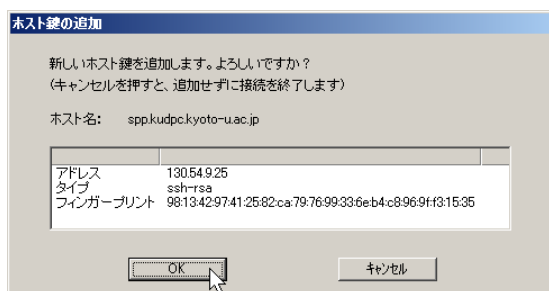 ホスト鍵の追加
新しいホスト鍵を追加します。よろしいですか？
(キャンセルを押すと、追加せずに接続を終了します)
ホスト名: spp.kudpc.kyoto-u.ac.jp
アドレス 130.54.9.25
タイプ ssh-rsa
フィンガープリント 98:13:42:97:41:25:82:ca:79:76:99:33:6e:b4:c8:96:9f:f3:15:35
OK キャンセル